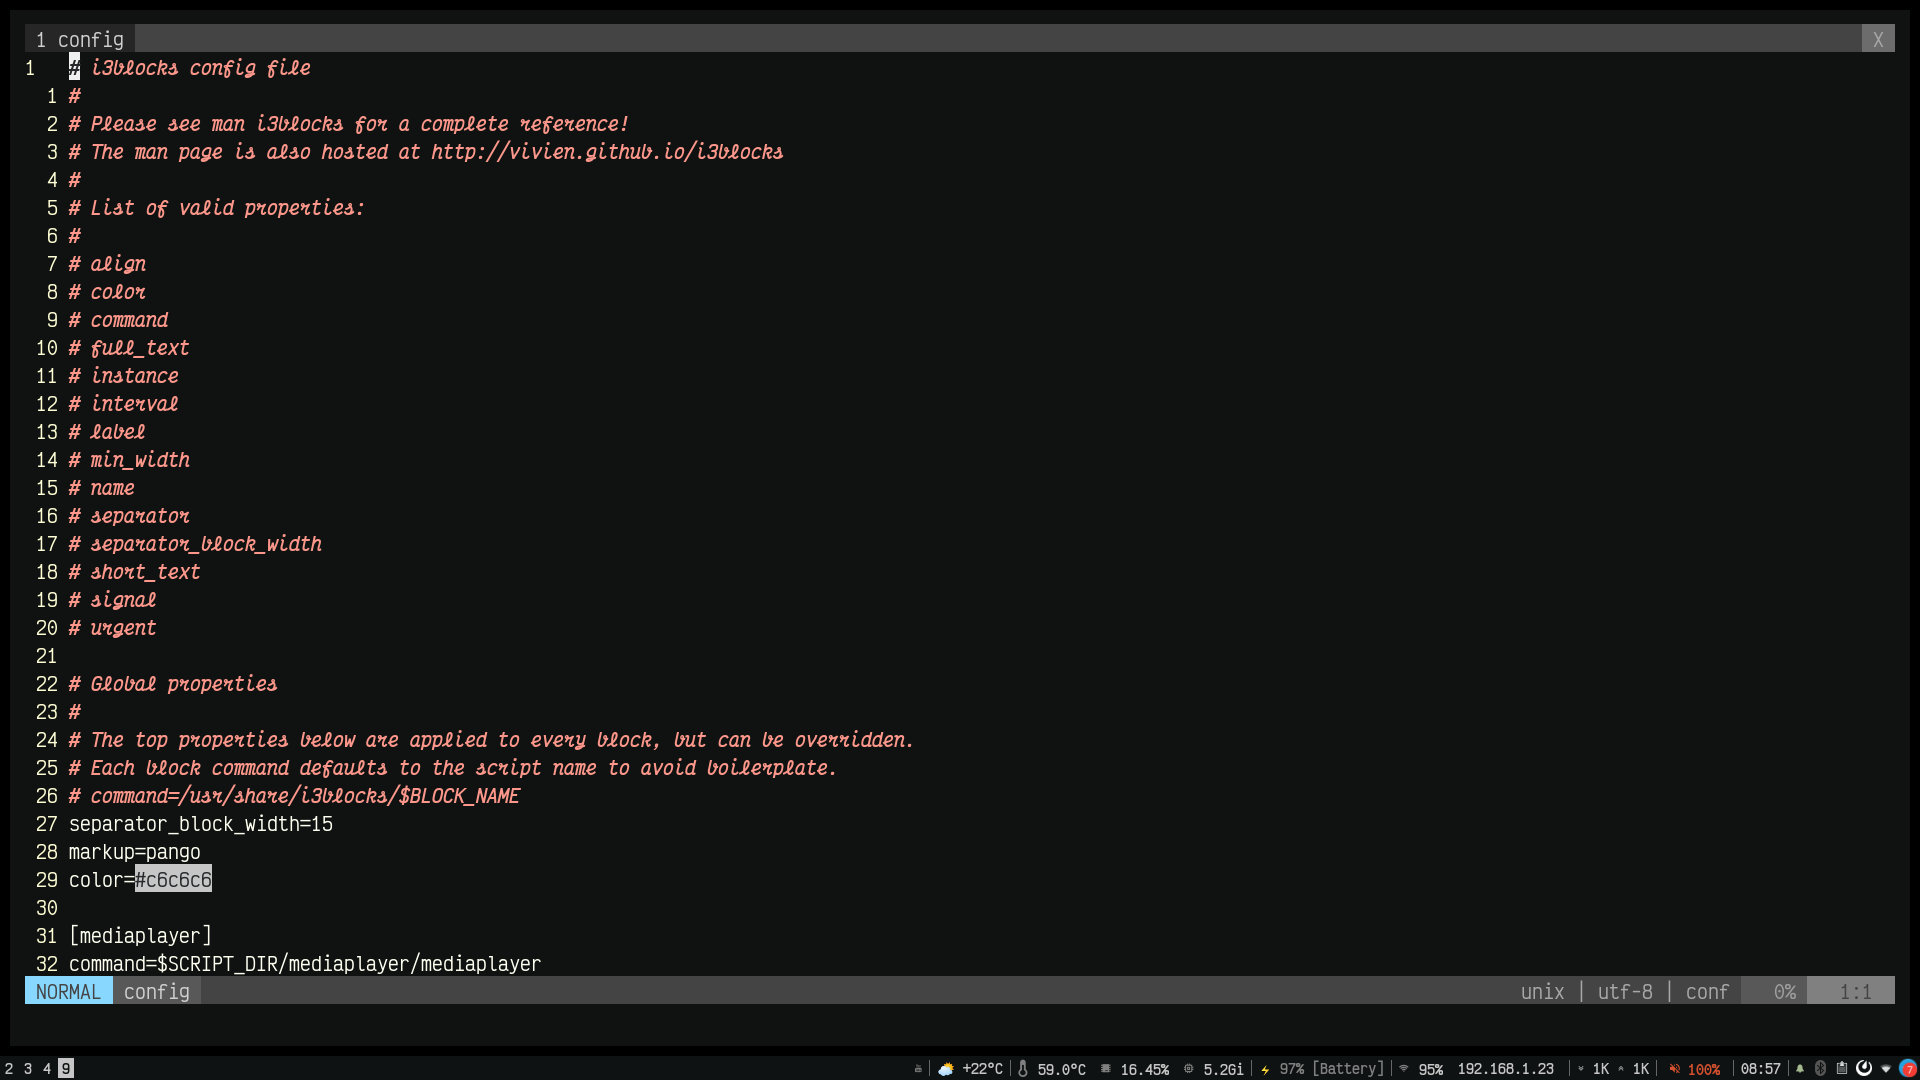 1 config X
1 # i3blocks config file
1 #
2 # Please see man i3blocks for a complete reference!
3 # The man page is also hosted at http://vivien.github.io/i3blocks
4 #
5 # List of valid properties:
6 #
7 # align
8 # color
9 # command
10 # full_text
11 # instance
12 # interval
13 # label
14 # min_width
15 # name
16 # separator
17 # separator_block_width
18 # short_text
19 # signal
20 # urgent
21
22 # Global properties
23 #
24 # The top properties below are applied to every block, but can be overridden.
25 # Each block command defaults to the script name to avoid boilerplate.
26 # command=/usr/share/i3blocks/$BLOCK_NAME
27 separator_block_width=15
28 markup=pango
29 color=#c6c6c6
30
31 [mediaplayer]
32 command=$SCRIPT_DIR/mediaplayer/mediaplayer
NORMAL config unix | utf-8 | conf 0% 1:1
2 3 4 9 +22°C 59.0°C 16.45% 5.2Gi 97% [Battery] 95% 192.168.1.23 1K 1K 100% 08:57 7